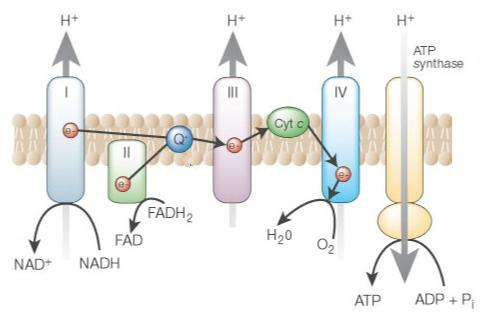 H+
H+
H+
H+
ATP
synthase
I
III
IV
Cyt c
e-
Q
e-
II
e-
e-
FADH2
FAD
H20
O2
NAD+
NADH
ATP
ADP + Pi